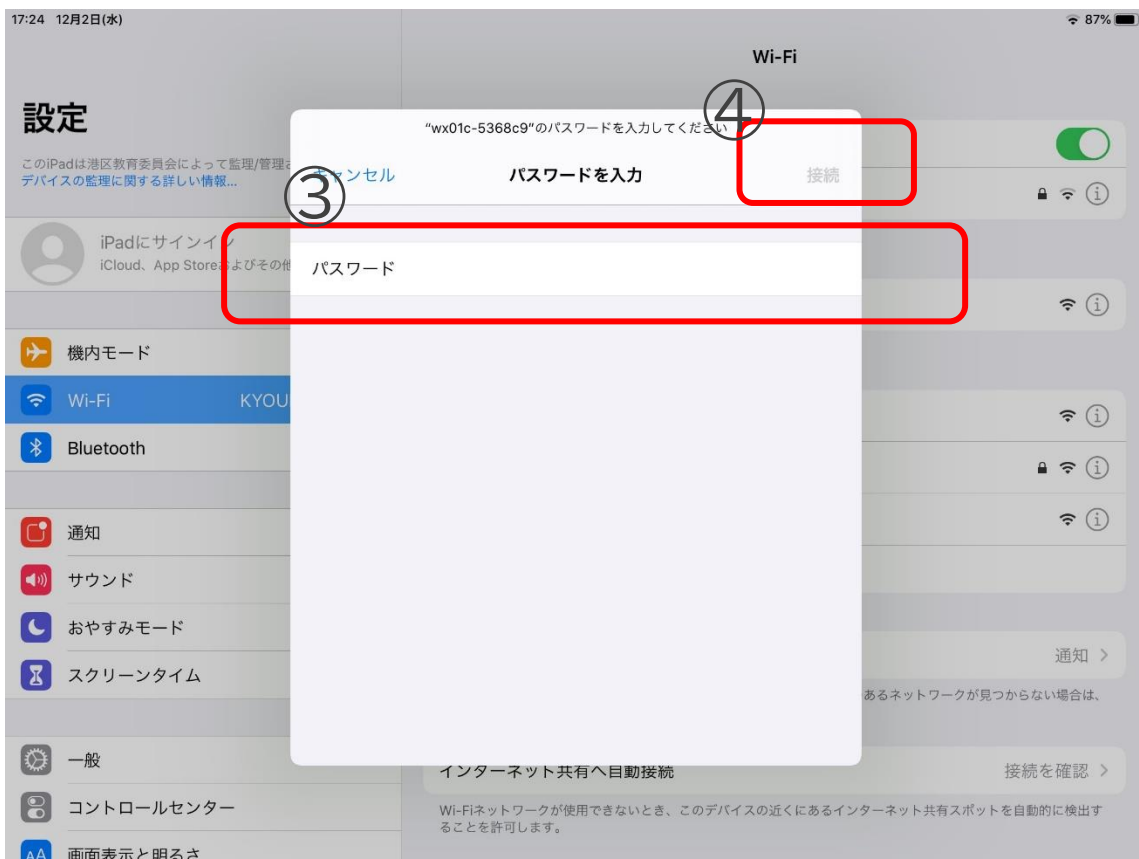 17:24 12月2日(水)
87%
設定
このiPadは港区教育委員会によって監理/管理さ
デバイスの監理に関する詳しい情報...
iPadにサインイン
iCloud、App Storeおよびその他
機内モード
Wi-Fi KYOU
Bluetooth
通知
サウンド
おやすみモード
スクリーンタイム
一般
コントロールセンター
AA 画面表示と明るさ
Wi-Fi
④
"wx01c-5368c9"のパスワードを入力してください
③
キャンセル パスワードを入力 接続
パスワード
通知 >
あるネットワークが見つからない場合は、
インターネット共有へ自動接続 接続を確認 >
Wi-Fiネットワークが使用できないとき、このデバイスの近くにあるインターネット共有スポットを自動的に検出す
ることを許可します。